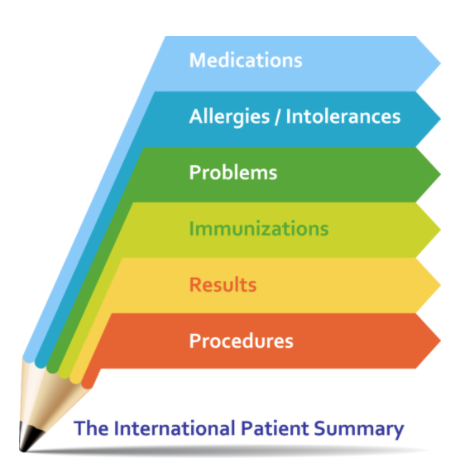 Medications
Allergies / Intolerances
Problems
Immunizations
Results
Procedures
The International Patient Summary